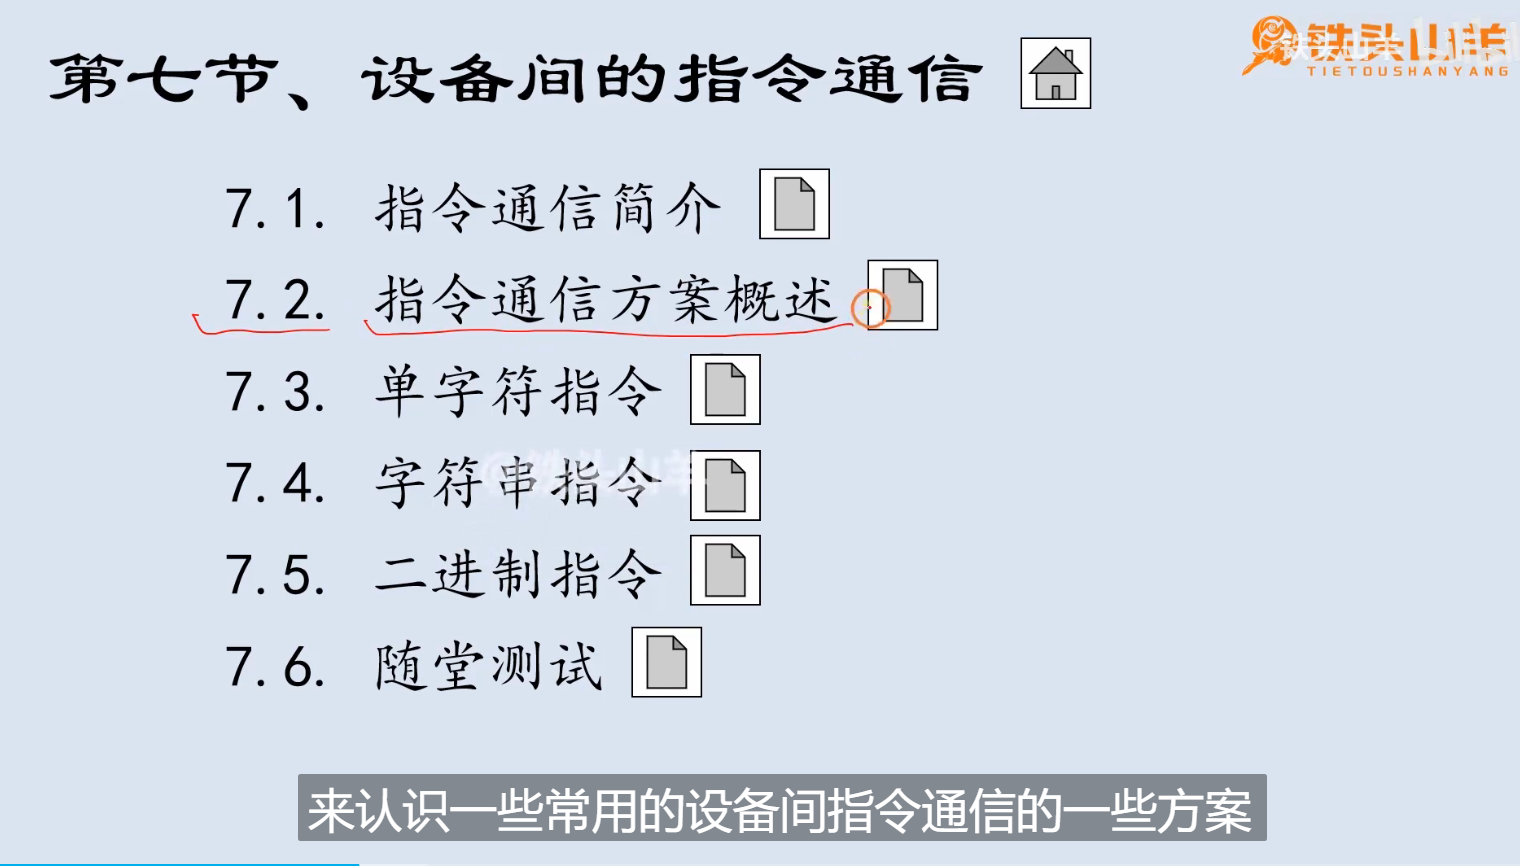 第七节、设备间的指令通信
铁头山羊
TIETOUSHANYANG
7.1. 指令通信简介
7.2. 指令通信方案概述
7.3. 单字符指令
7.4. 字符串指令
@铁头山羊
7.5. 二进制指令
7.6. 随堂测试
来认识一些常用的设备间指令通信的一些方案